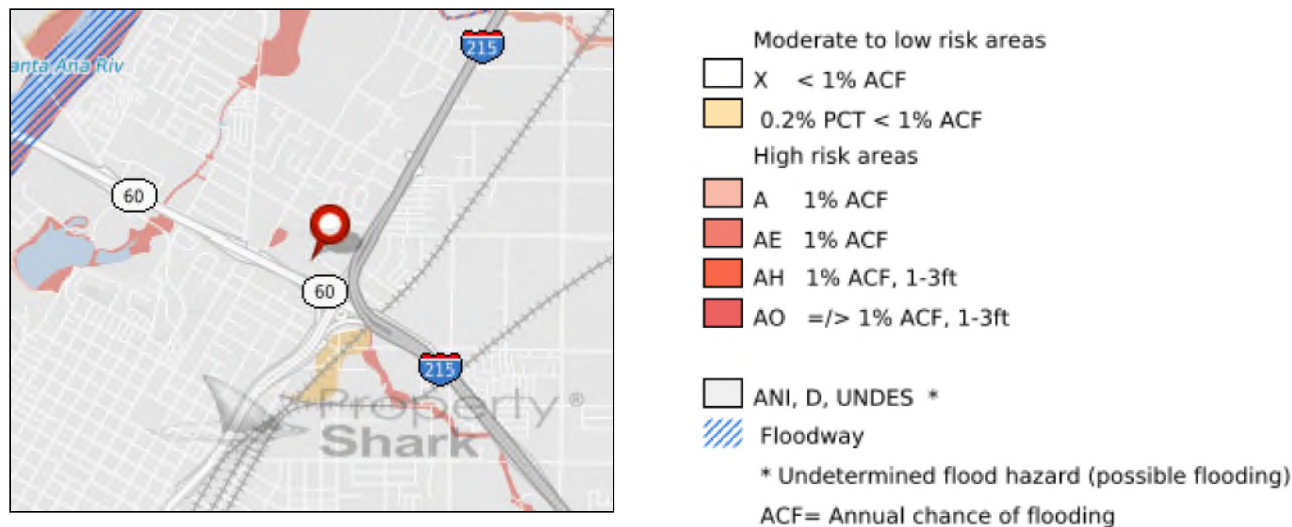 215
anta Ana Riv
60
60
215
Property ®
Shark
Moderate to low risk areas
X < 1% ACF
0.2% PCT < 1% ACF
High risk areas
A 1% ACF
AE 1% ACF
AH 1% ACF, 1-3ft
AO =/> 1% ACF, 1-3ft
ANI, D, UNDES *
Floodway
* Undetermined flood hazard (possible flooding)
ACF= Annual chance of flooding